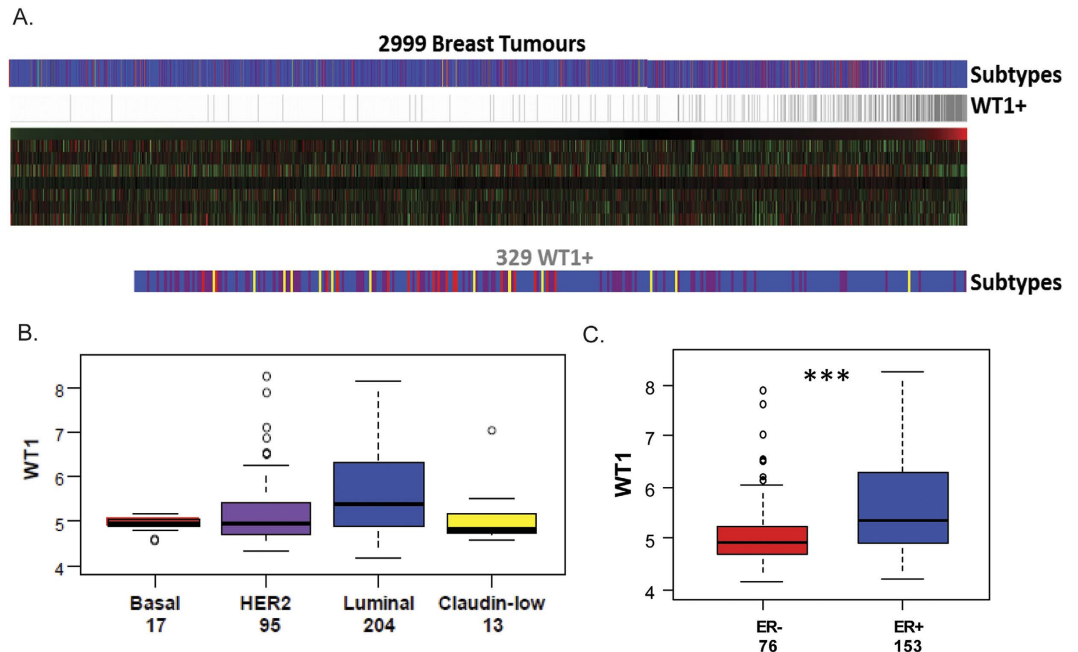 A.
2999 Breast Tumours
Subtypes
WT1+
329 WT1+
Subtypes
B.
WT1
8
7
6
5
4
Basal HER2 Luminal Claudin-low
17 95 204 13
C.
***
WT1
8
7
6
5
4
ER- ER+
76 153